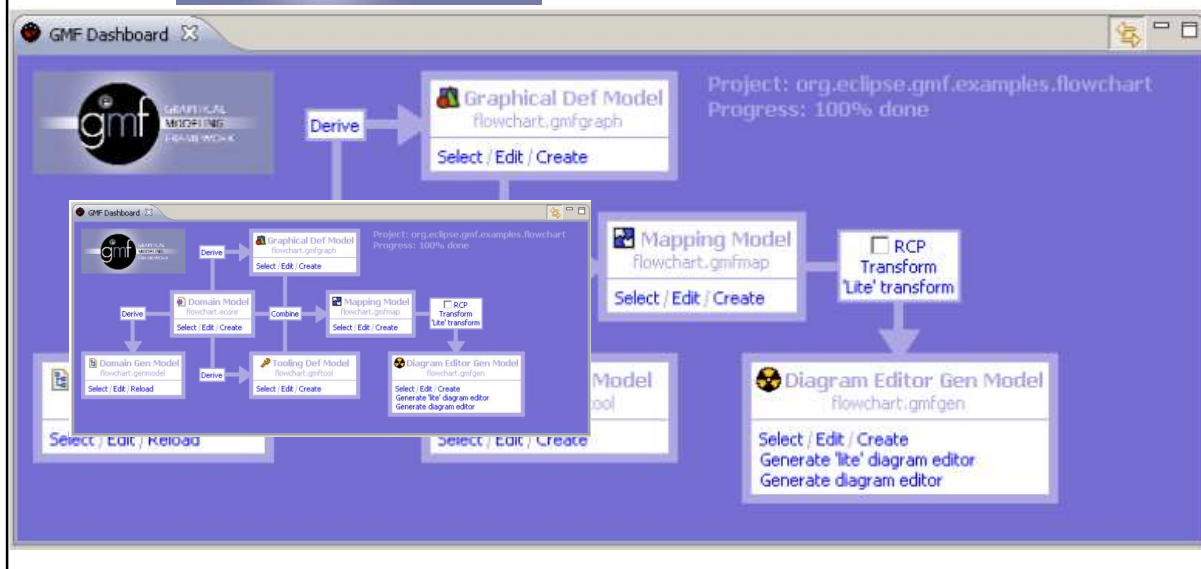 GMF Dashboard
gmf
GRAPHICAL
MODELING
FRAMEWORK
Derive
Graphical Def Model
flowchart.gmfgraph
Select / Edit / Create
Project: org.eclipse.gmf.examples.flowchart
Progress: 100% done
Mapping Model
flowchart.gmfmap
Select / Edit / Create
RCP
Transform
'Lite' transform
Select / Edit / Reload
Model
ool
Select / Edit / Create
Diagram Editor Gen Model
flowchart.gmfgen
Select / Edit / Create
Generate 'lite' diagram editor
Generate diagram editor
GMF Dashboard
gmf
GRAPHICAL
MODELING
FRAMEWORK
Derive
Graphical Def Model
flowchart.gmfgraph
Select / Edit / Create
Project: org.eclipse.gmf.examples.flowchart
Progress: 100% done
Derive
Domain Model
flowchart.ecore
Select / Edit / Create
Combine
Mapping Model
flowchart.gmfmap
Select / Edit / Create
RCP
Transform
'Lite' transform
Domain Gen Model
flowchart.genmodel
Select / Edit / Reload
Derive
Tooling Def Model
flowchart.gmftool
Select / Edit / Create
Diagram Editor Gen Model
flowchart.gmfgen
Select / Edit / Create
Generate 'lite' diagram editor
Generate diagram editor